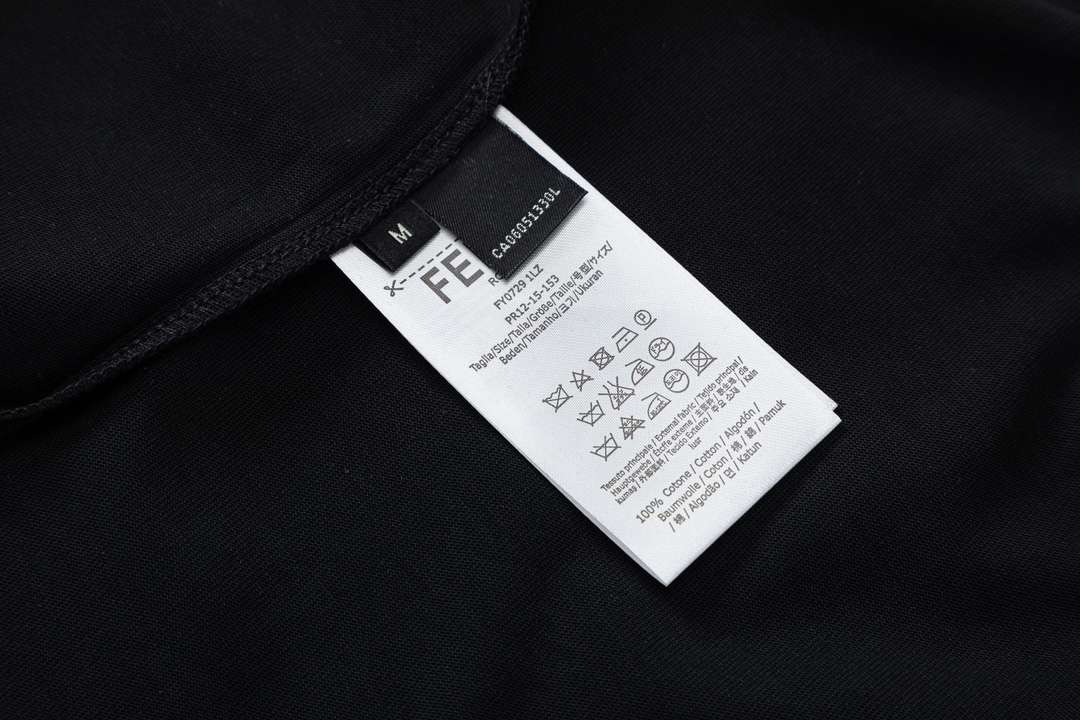 M
CA06051330L
FE
FY0729 1LZ
PR12-15-153
Taglia/Size/Talla/Größe/Taille/号型/サイズ/
Beden/Tamanho/크기/Ukuran
Tessuto principale / External fabric / Tejido principal /
Hauptgewebe / Étoffe externe / 主面料 / 表生地 / dış
kumaş / 外部面料 / Tecido Externo / 주요 소재 / Kain
luar
100% Cotone / Cotton / Algodón /
Baumwolle / Coton / 棉 / 綿 / Pamuk
/ 棉 / Algodão / 면 / Katun